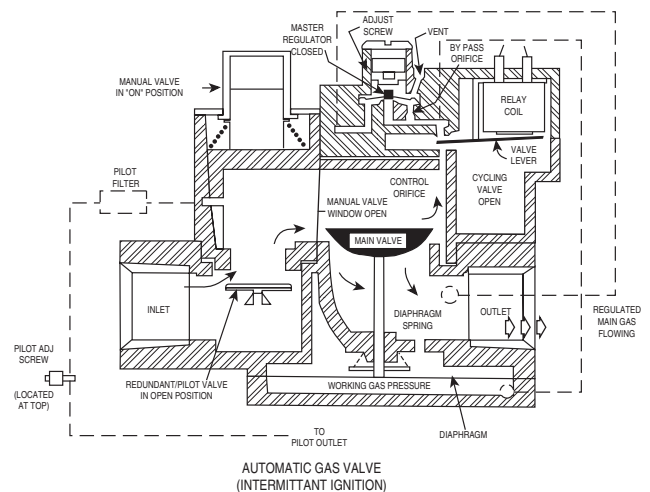 MASTER
REGULATOR
CLOSED
ADJUST
SCREW
VENT
BY PASS
ORIFICE
MANUAL VALVE
IN "ON" POSITION
RELAY
COIL
VALVE
LEVER
PILOT
FILTER
CONTROL
ORIFICE
CYCLING
VALVE
OPEN
MANUAL VALVE
WINDOW OPEN
MAIN VALVE
INLET
DIAPHRAGM
SPRING
OUTLET
REGULATED
MAIN GAS
FLOWING
PILOT ADJ
SCREW
(LOCATED
AT TOP)
REDUNDANT/PILOT VALVE
IN OPEN POSITION
WORKING GAS PRESSURE
TO
PILOT OUTLET
DIAPHRAGM
AUTOMATIC GAS VALVE
(INTERMITTANT IGNITION)